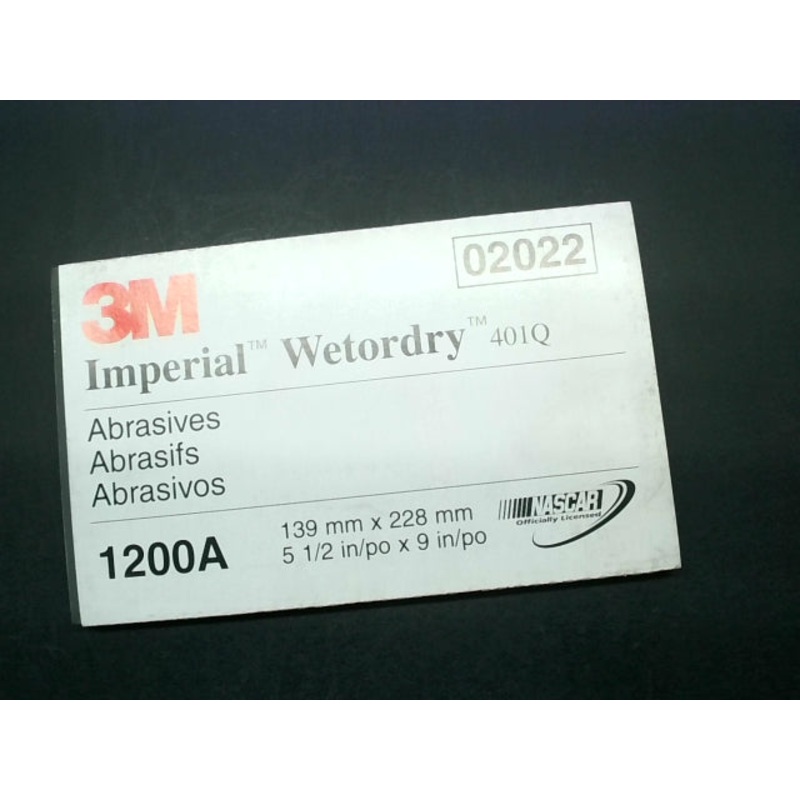 02022
3M
Imperial™ Wetordry™ 401Q
Abrasives
Abrasifs
Abrasivos
1200A
139 mm x 228 mm
5 1/2 in/po x 9 in/po
NASCAR
Officially Licensed